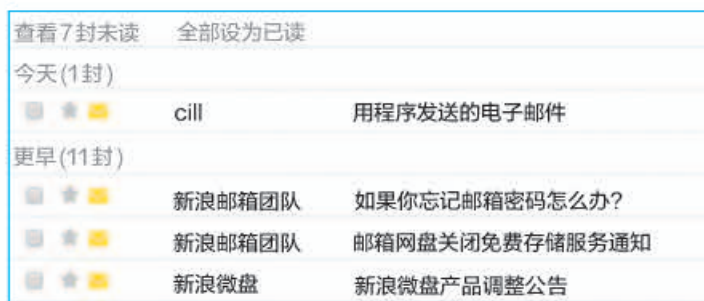 查看7封未读 全部设为已读
今天(1封)
cill 用程序发送的电子邮件
更早(11封)
新浪邮箱团队 如果你忘记邮箱密码怎么办?
新浪邮箱团队 邮箱网盘关闭免费存储服务通知
新浪微盘 新浪微盘产品调整公告